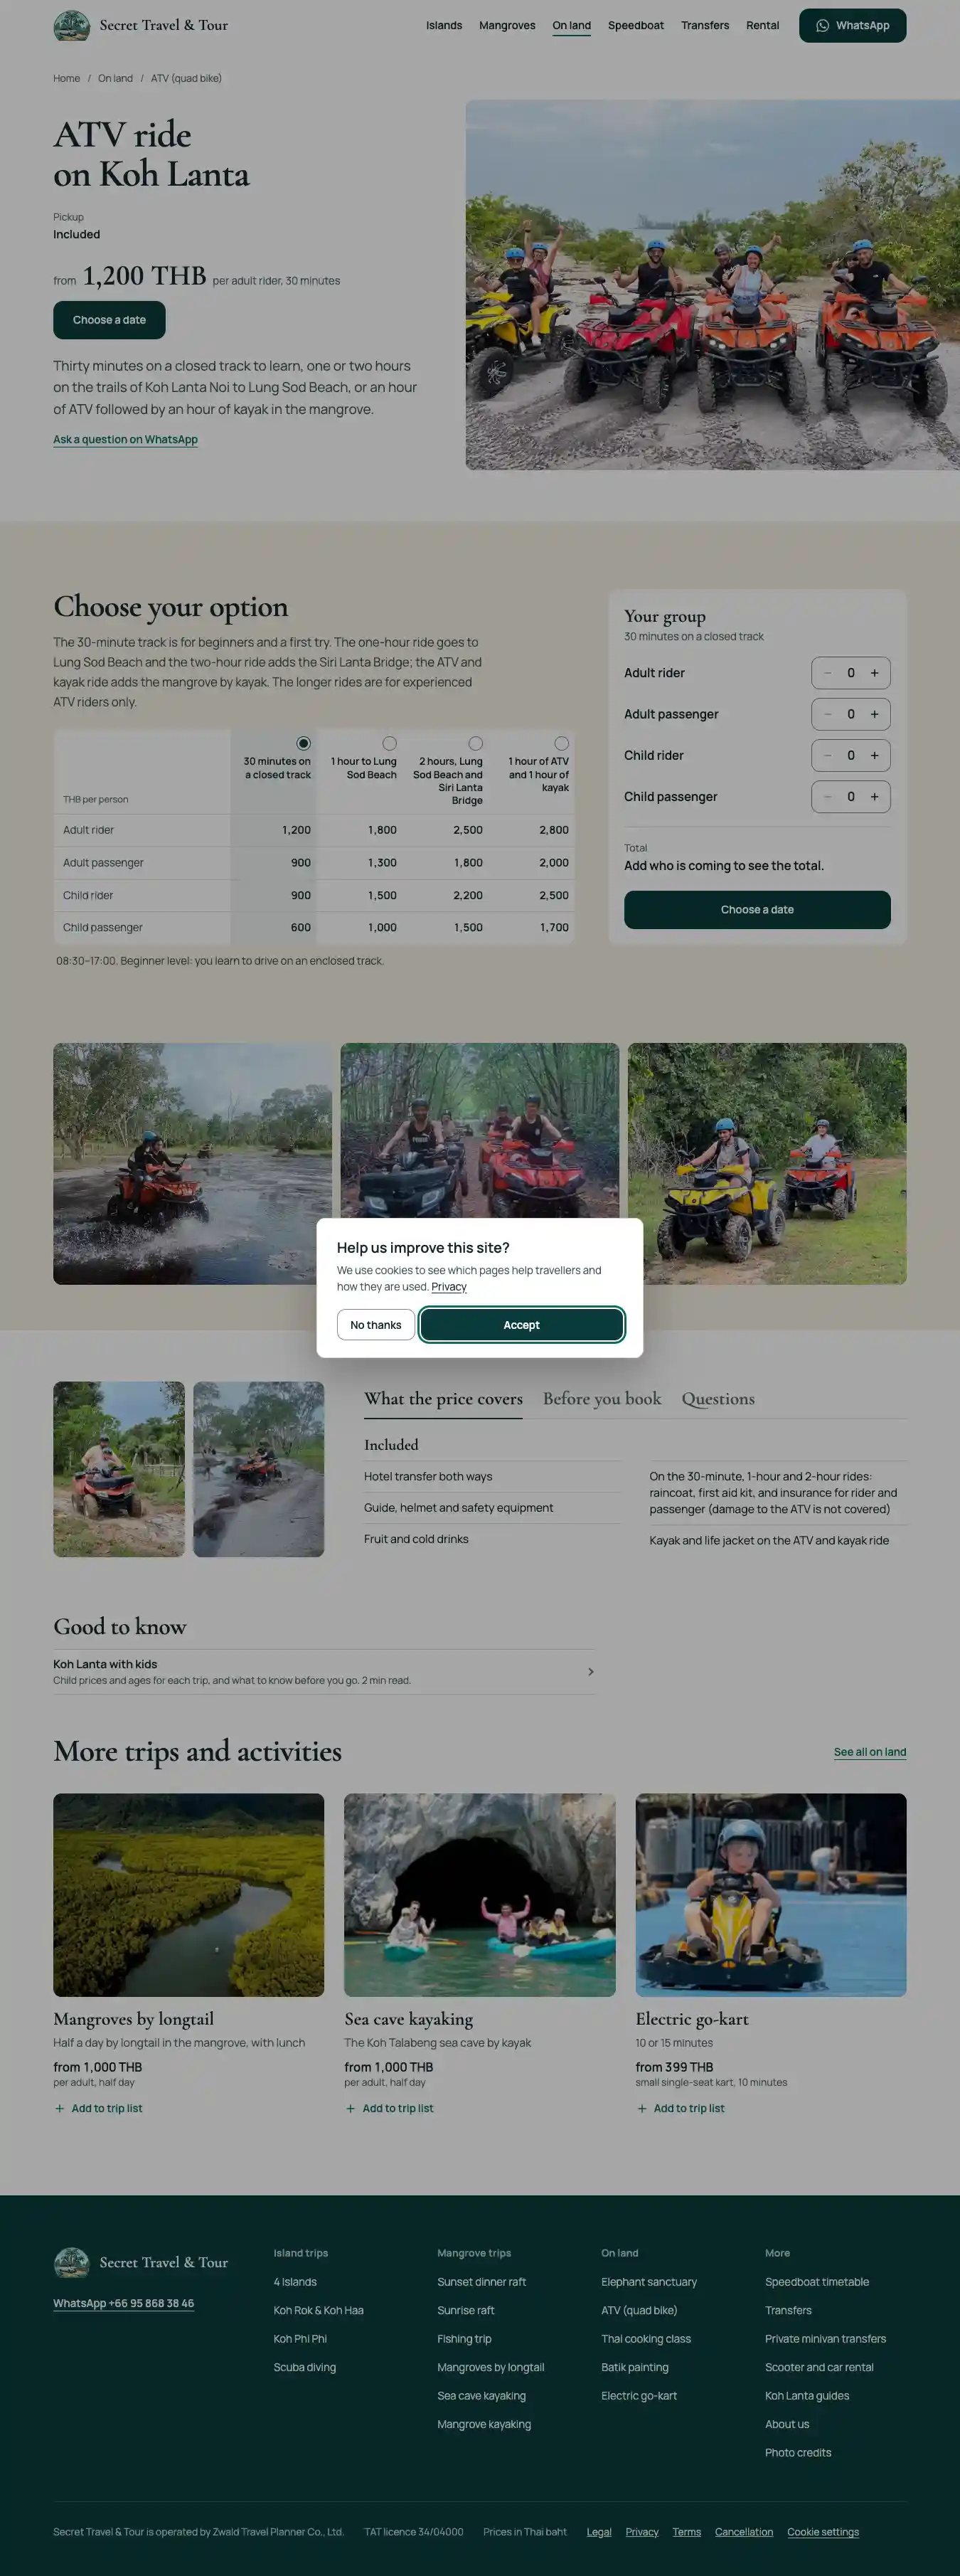 Secret Travel & Tour
Islands
Mangroves
On land
Speedboat
Transfers
Rental
WhatsApp
Home / On land / ATV (quad bike)
ATV ride
on Koh Lanta
Pickup
Included
from 1,200 THB per adult rider, 30 minutes
Choose a date
Thirty minutes on a closed track to learn, one or two hours
on the trails of Koh Lanta Noi to Lung Sod Beach, or an hour
of ATV followed by an hour of kayak in the mangrove.
Ask a question on WhatsApp
Choose your option
The 30-minute track is for beginners and a first try. The one-hour ride goes to
Lung Sod Beach and the two-hour ride adds the Siri Lanta Bridge; the ATV and
kayak ride adds the mangrove by kayak. The longer rides are for experienced
ATV riders only.
THB per person
30 minutes on
a closed track
1 hour to Lung
Sod Beach
2 hours, Lung
Sod Beach and
Siri Lanta
Bridge
1 hour of ATV
and 1 hour of
kayak
Adult rider 1,200 1,800 2,500 2,800
Adult passenger 900 1,300 1,800 2,000
Child rider 900 1,500 2,200 2,500
Child passenger 600 1,000 1,500 1,700
08:30–17:00. Beginner level: you learn to drive on an enclosed track.
Your group
30 minutes on a closed track
Adult rider − 0 +
Adult passenger − 0 +
Child rider − 0 +
Child passenger − 0 +
Total
Add who is coming to see the total.
Choose a date
Help us improve this site?
We use cookies to see which pages help travellers and
how they are used. Privacy
No thanks
Accept
What the price covers
Before you book
Questions
Included
Hotel transfer both ways
Guide, helmet and safety equipment
Fruit and cold drinks
On the 30-minute, 1-hour and 2-hour rides:
raincoat, first aid kit, and insurance for rider and
passenger (damage to the ATV is not covered)
Kayak and life jacket on the ATV and kayak ride
Good to know
Koh Lanta with kids
Child prices and ages for each trip, and what to know before you go. 2 min read.
More trips and activities
See all on land
Mangroves by longtail
Half a day by longtail in the mangrove, with lunch
from 1,000 THB
per adult, half day
+ Add to trip list
Sea cave kayaking
The Koh Talabeng sea cave by kayak
from 1,000 THB
per adult, half day
+ Add to trip list
Electric go-kart
10 or 15 minutes
from 399 THB
small single-seat kart, 10 minutes
+ Add to trip list
Secret Travel & Tour
WhatsApp +66 95 868 38 46
Island trips
4 Islands
Koh Rok & Koh Haa
Koh Phi Phi
Scuba diving
Mangrove trips
Sunset dinner raft
Sunrise raft
Fishing trip
Mangroves by longtail
Sea cave kayaking
Mangrove kayaking
On land
Elephant sanctuary
ATV (quad bike)
Thai cooking class
Batik painting
Electric go-kart
More
Speedboat timetable
Transfers
Private minivan transfers
Scooter and car rental
Koh Lanta guides
About us
Photo credits
Secret Travel & Tour is operated by Zwald Travel Planner Co., Ltd.
TAT licence 34/04000
Prices in Thai baht
Legal
Privacy
Terms
Cancellation
Cookie settings